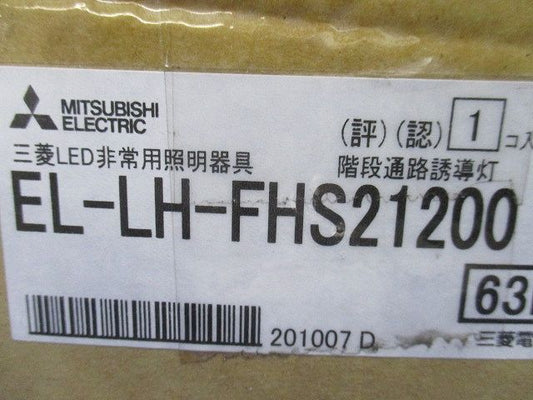 MITSUBISHI
ELECTRIC
(評)(認) 1 コ入
三菱LED非常用照明器具
階段通路誘導灯
EL-LH-FHS21200
63
201007 D
三菱電